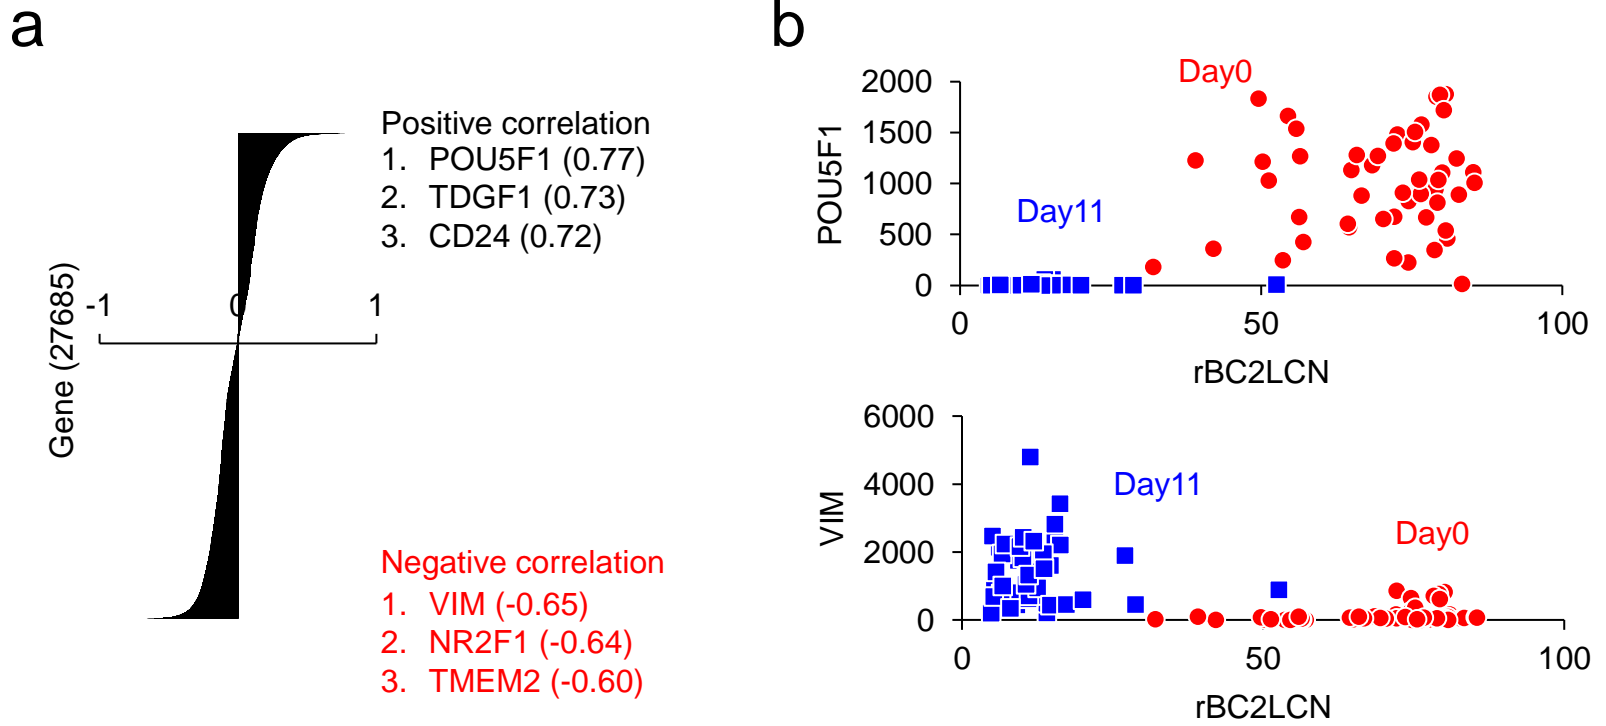 a
Positive correlation
1. POU5F1 (0.77)
2. TDGF1 (0.73)
3. CD24 (0.72)
Gene (27685)
-1 0 1
Negative correlation
1. VIM (-0.65)
2. NR2F1 (-0.64)
3. TMEM2 (-0.60)
b
POU5F1
2000
1500
1000
500
0
Day0
Day11
0 50 100
rBC2LCN
VIM
6000
4000
2000
0
Day11
Day0
0 50 100
rBC2LCN